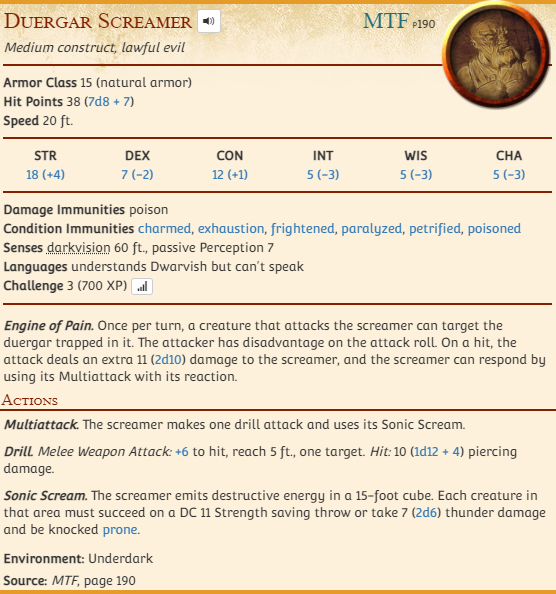 Duergar Screamer MTF p190
Medium construct, lawful evil
Armor Class 15 (natural armor)
Hit Points 38 (7d8 + 7)
Speed 20 ft.
STR DEX CON INT WIS CHA
18 (+4) 7 (−2) 12 (+1) 5 (−3) 5 (−3) 5 (−3)
Damage Immunities poison
Condition Immunities charmed, exhaustion, frightened, paralyzed, petrified, poisoned
Senses darkvision 60 ft., passive Perception 7
Languages understands Dwarvish but can't speak
Challenge 3 (700 XP)
Engine of Pain. Once per turn, a creature that attacks the screamer can target the
duergar trapped in it. The attacker has disadvantage on the attack roll. On a hit, the
attack deals an extra 11 (2d10) damage to the screamer, and the screamer can respond by
using its Multiattack with its reaction.
Actions
Multiattack. The screamer makes one drill attack and uses its Sonic Scream.
Drill. Melee Weapon Attack: +6 to hit, reach 5 ft., one target. Hit: 10 (1d12 + 4) piercing
damage.
Sonic Scream. The screamer emits destructive energy in a 15-foot cube. Each creature in
that area must succeed on a DC 11 Strength saving throw or take 7 (2d6) thunder damage
and be knocked prone.
Environment: Underdark
Source: MTF, page 190